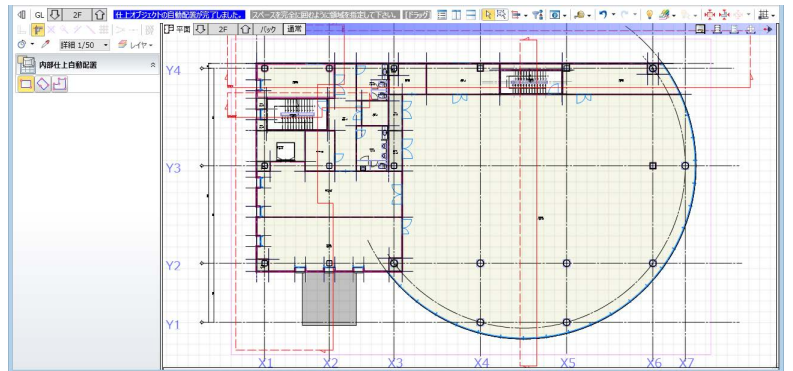 GL 2F 仕上オブジェクトの自動配置が完了しました。 スペースを完全に囲むように領域を指定して下さい。 [ドラッグ]
詳細 1/50 レイヤー
平面 2F バック 通常
内部仕上自動配置
Y4
Y3
Y2
Y1
X1 X2 X3 X4 X5 X6 X7